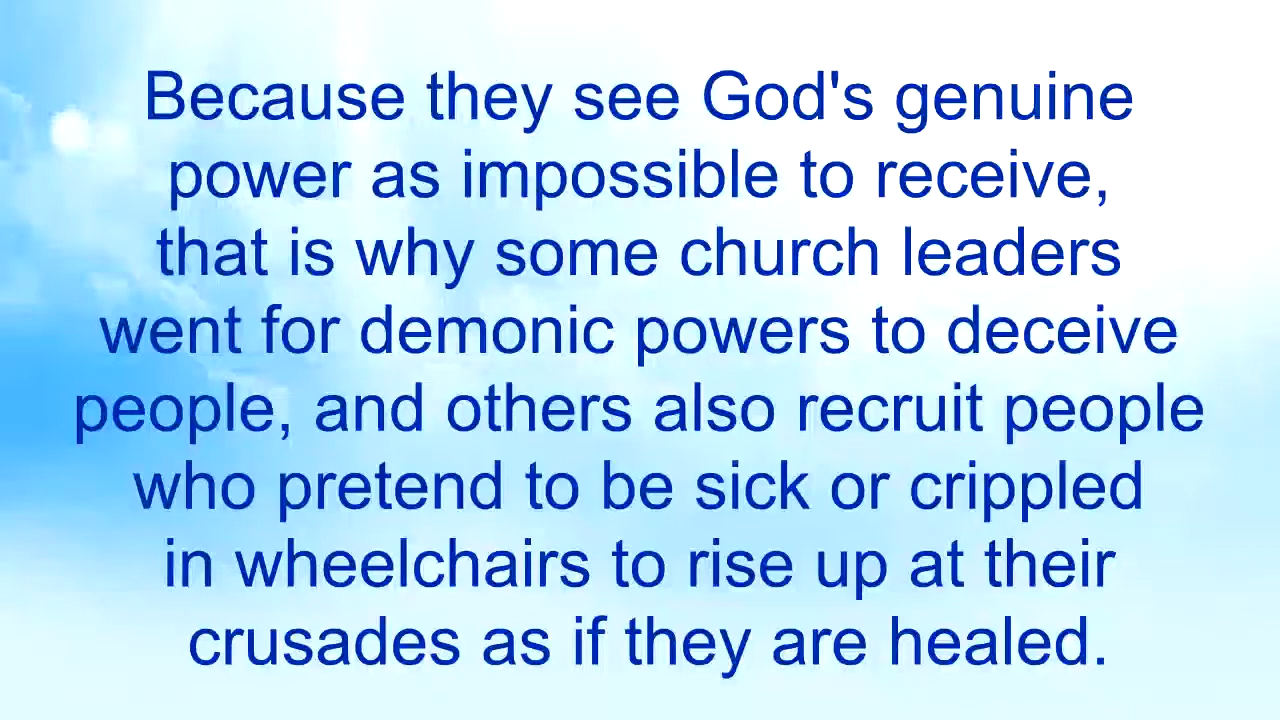 Because they see God's genuine
power as impossible to receive,
that is why some church leaders
went for demonic powers to deceive
people, and others also recruit people
who pretend to be sick or crippled
in wheelchairs to rise up at their
crusades as if they are healed.